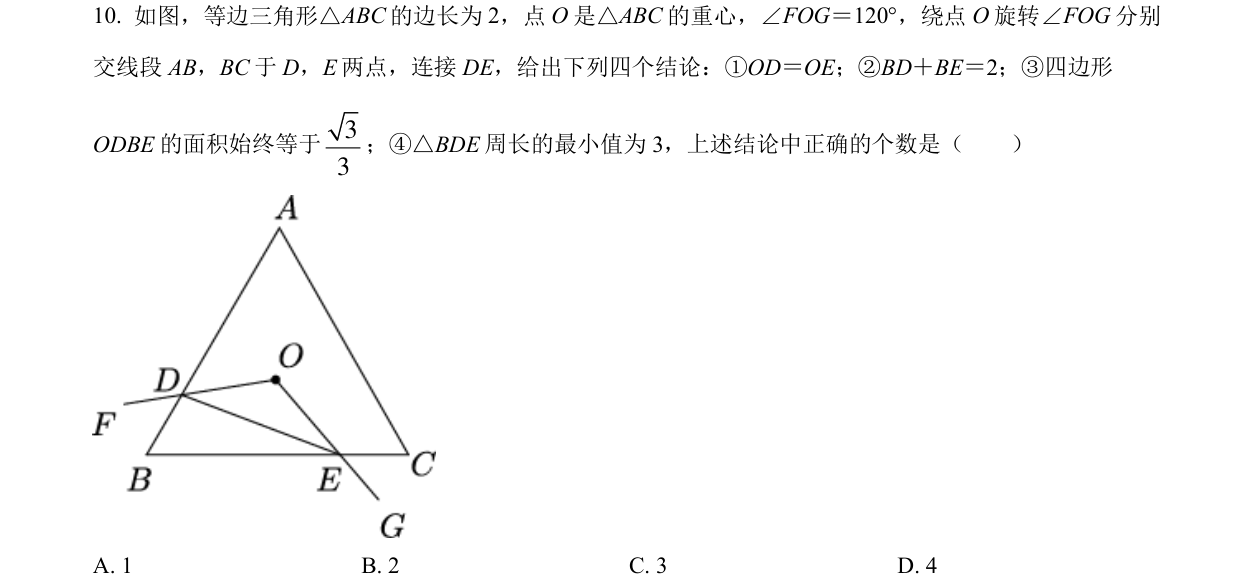 10. 如图，等边三角形△ABC的边长为2，点O是△ABC的重心，∠FOG＝120°，绕点O旋转∠FOG分别
交线段AB，BC于D，E两点，连接DE，给出下列四个结论：①OD＝OE；②BD＋BE＝2；③四边形
ODBE的面积始终等于√3/3；④△BDE周长的最小值为3，上述结论中正确的个数是（　　）
A
O
D
F
B
E
C
G
A. 1 B. 2 C. 3 D. 4